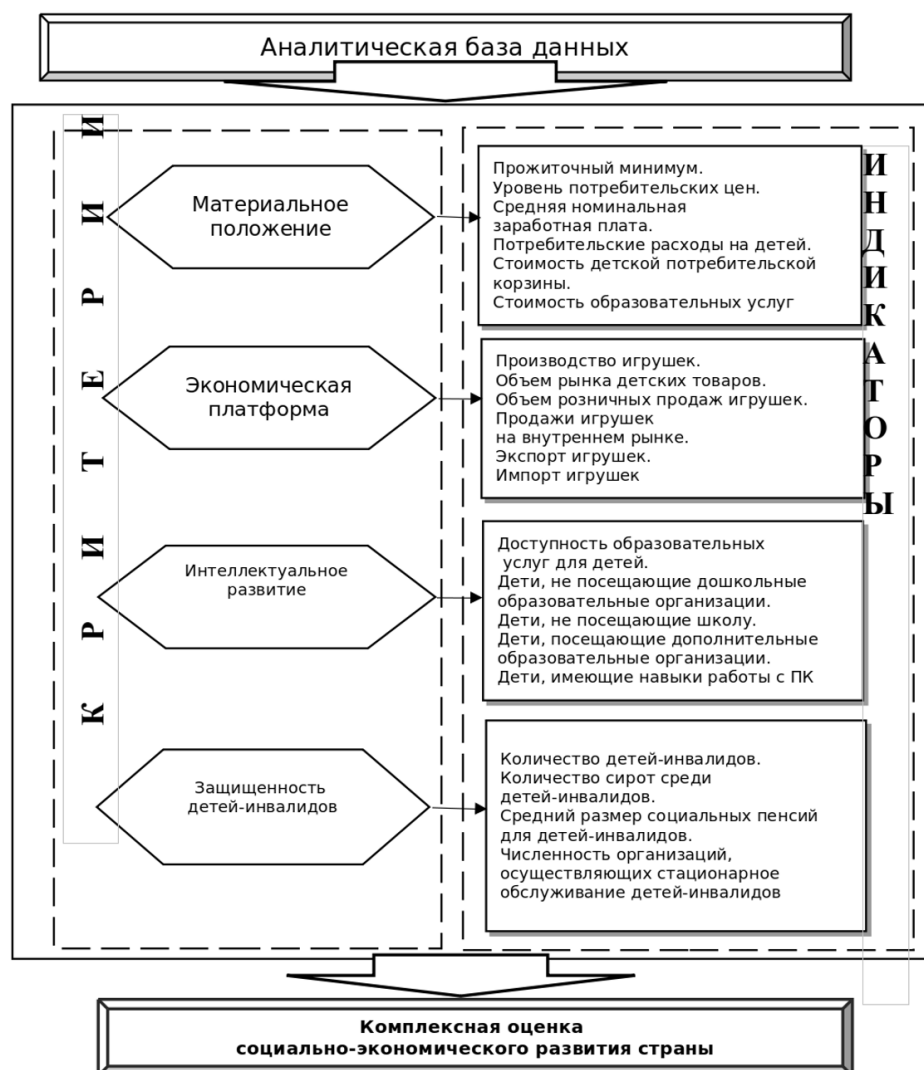 Аналитическая база данных
КРИТЕРИИ
Материальное
положение
Прожиточный минимум.
Уровень потребительских цен.
Средняя номинальная
заработная плата.
Потребительские расходы на детей.
Стоимость детской потребительской
корзины.
Стоимость образовательных услуг
Экономическая
платформа
Производство игрушек.
Объем рынка детских товаров.
Объем розничных продаж игрушек.
Продажи игрушек
на внутреннем рынке.
Экспорт игрушек.
Импорт игрушек
Интеллектуальное
развитие
Доступность образовательных
услуг для детей.
Дети, не посещающие дошкольные
образовательные организации.
Дети, не посещающие школу.
Дети, посещающие дополнительные
образовательные организации.
Дети, имеющие навыки работы с ПК
Защищенность
детей-инвалидов
Количество детей-инвалидов.
Количество сирот среди
детей-инвалидов.
Средний размер социальных пенсий
для детей-инвалидов.
Численность организаций,
осуществляющих стационарное
обслуживание детей-инвалидов
ИНДИКАТОРЫ
Комплексная оценка
социально-экономического развития страны